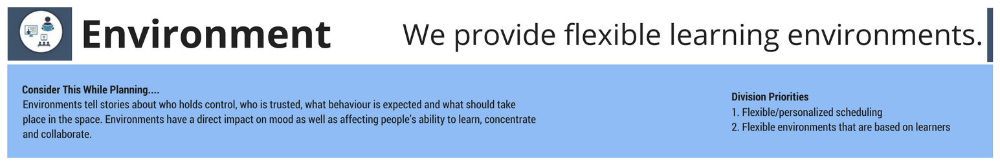 Environment
We provide flexible learning environments.
Consider This While Planning....
Environments tell stories about who holds control, who is trusted, what behaviour is expected and what should take
place in the space. Environments have a direct impact on mood as well as affecting people's ability to learn, concentrate
and collaborate.
Division Priorities
1. Flexible/personalized scheduling
2. Flexible environments that are based on learners